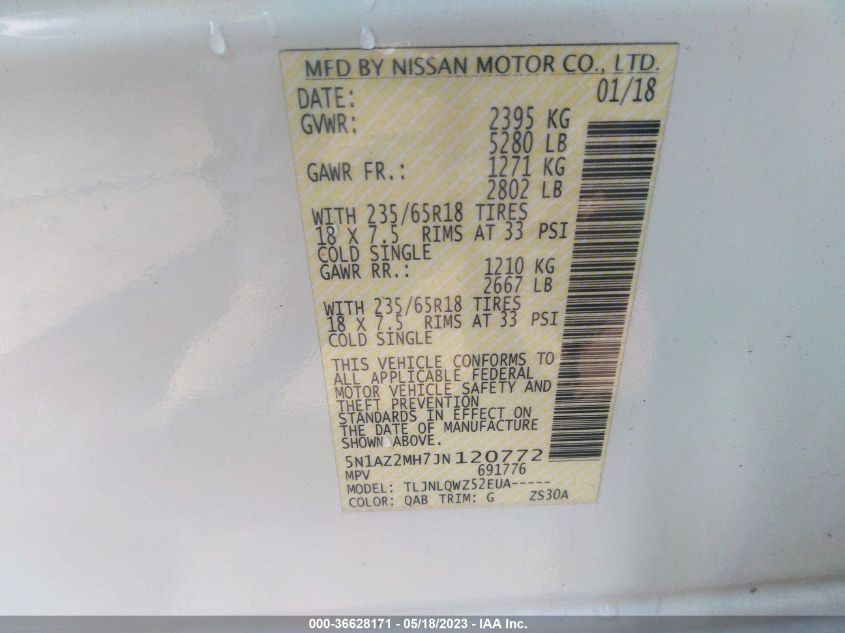 MFD BY NISSAN MOTOR CO., LTD.
DATE: 01/18
GVWR: 2395 KG
5280 LB
GAWR FR.: 1271 KG
2802 LB
WITH 235/65R18 TIRES
18 X 7.5 RIMS AT 33 PSI
COLD SINGLE
GAWR RR.: 1210 KG
2667 LB
WITH 235/65R18 TIRES
18 X 7.5 RIMS AT 33 PSI
COLD SINGLE
THIS VEHICLE CONFORMS TO
ALL APPLICABLE FEDERAL
MOTOR VEHICLE SAFETY AND
THEFT PREVENTION
STANDARDS IN EFFECT ON
THE DATE OF MANUFACTURE
SHOWN ABOVE.
5N1AZ2MH7JN120772
MPV 691776
MODEL: TLJNLQWZ52EUA-----
COLOR: QAB TRIM: G ZS30A
000-36628171 - 05/18/2023 - IAA Inc.